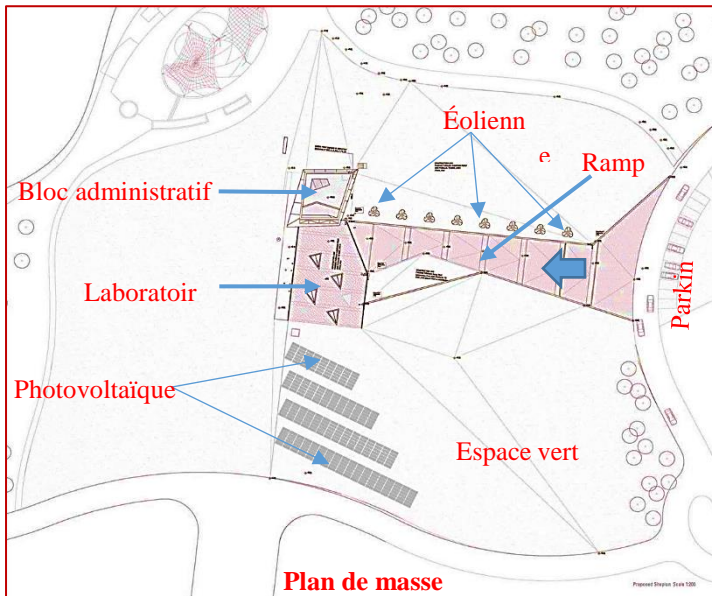 Éolienn
e
Ramp
Bloc administratif
Laboratoir
Parkin
Photovoltaïque
Espace vert
Plan de masse